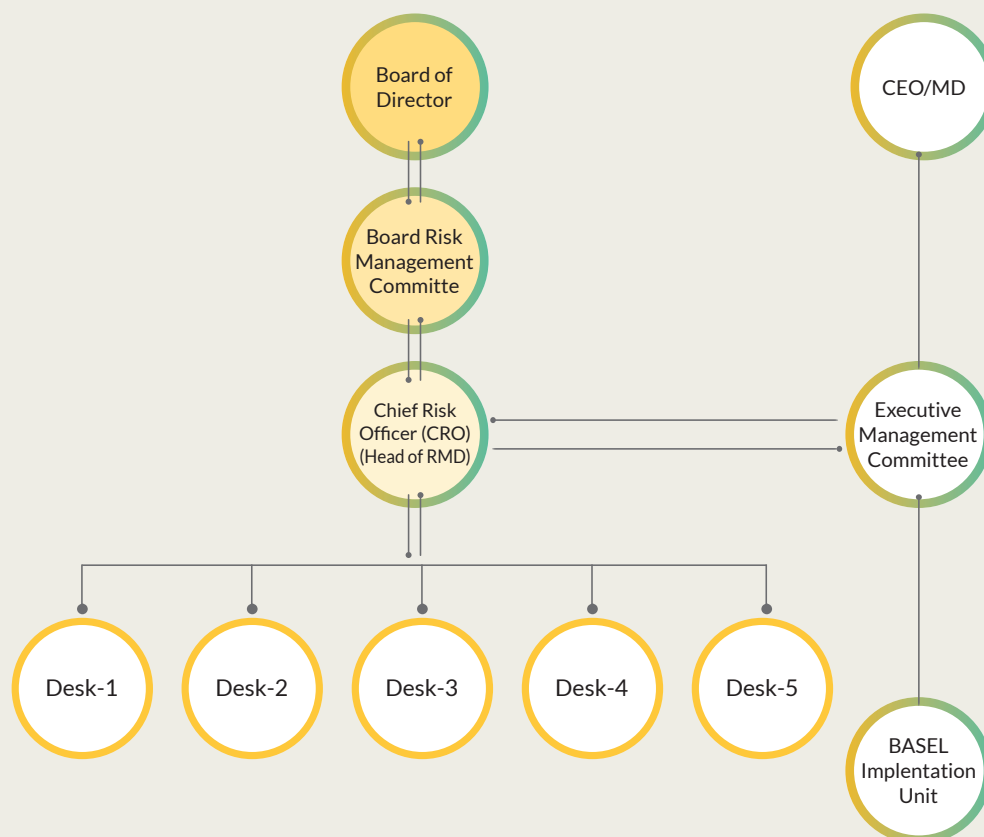 Board of
Director
CEO/MD
Board Risk
Management
Committe
Chief Risk
Officer (CRO)
(Head of RMD)
Executive
Management
Committee
Desk-1
Desk-2
Desk-3
Desk-4
Desk-5
BASEL
Implentation
Unit